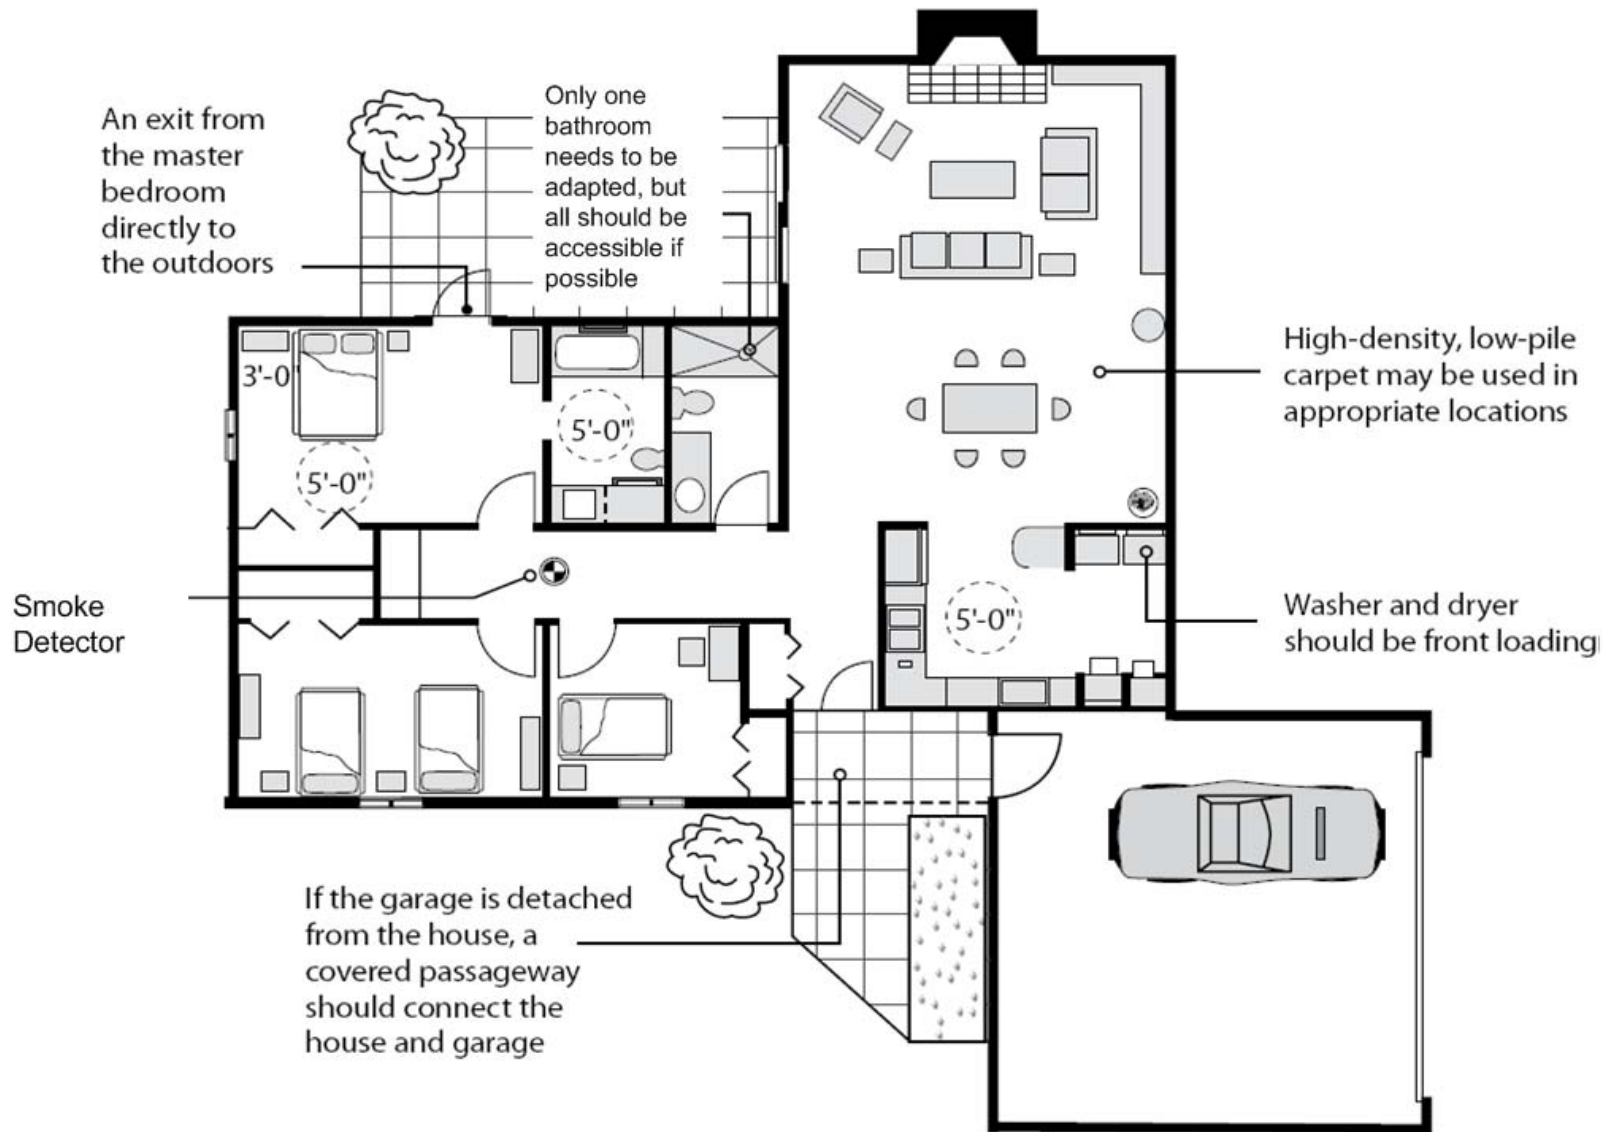 An exit from
the master
bedroom
directly to
the outdoors
Only one
bathroom
needs to be
adapted, but
all should be
accessible if
possible
3'-0"
5'-0"
5'-0"
High-density, low-pile
carpet may be used in
appropriate locations
Smoke
Detector
5'-0"
Washer and dryer
should be front loading
If the garage is detached
from the house, a
covered passageway
should connect the
house and garage